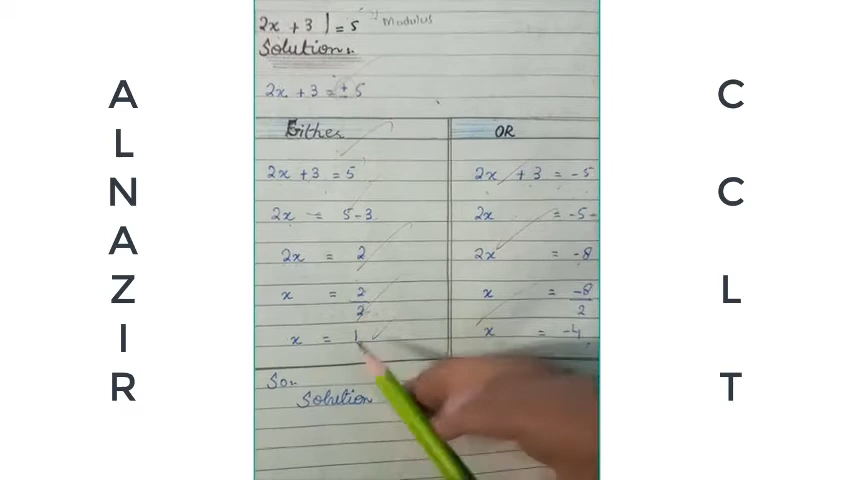 2x + 3 | = 5 Modulus
Solution:.
2x + 3 = ± 5
Either
2x + 3 = 5
2x = 5-3
2x = 2
x = 2/2
x = 1
OR
2x + 3 = -5
2x = -5-
2x = -8
x = -8/2
x = -4
So.
Solution
ALNAZIR
CCLT